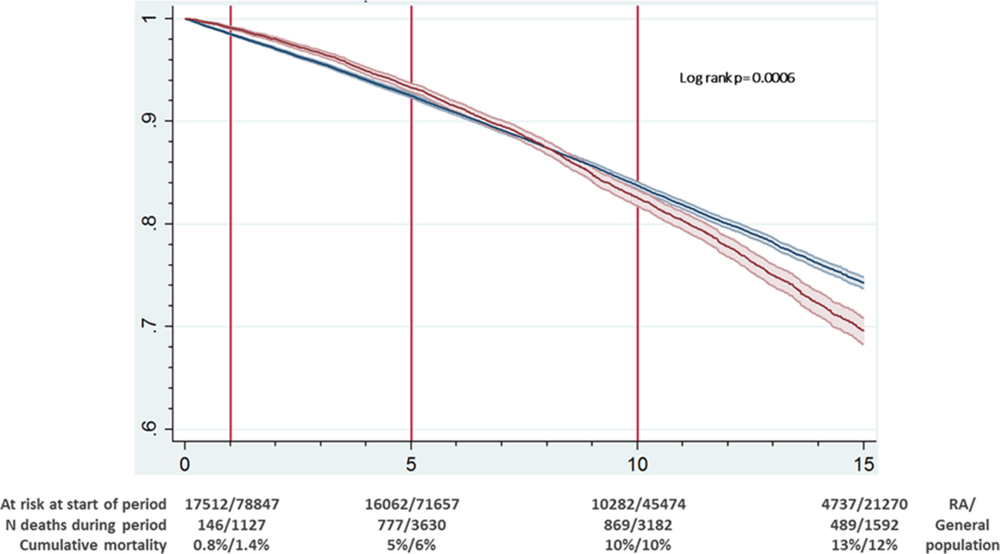 1
.9
.8
.7
.6
Log rank p= 0.0006
0 5 10 15
At risk at start of period 17512/78847 16062/71657 10282/45474 4737/21270 RA/
N deaths during period 146/1127 777/3630 869/3182 489/1592 General
Cumulative mortality 0.8%/1.4% 5%/6% 10%/10% 13%/12% population